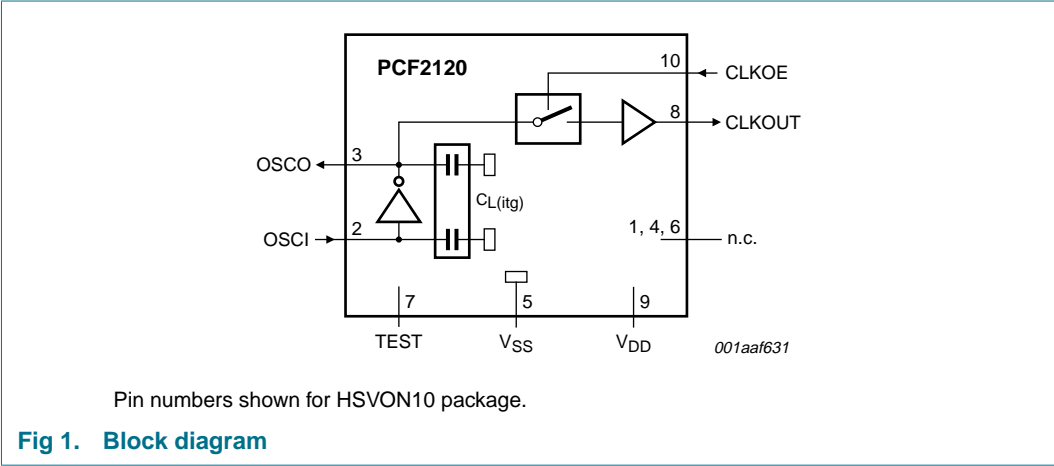 PCF2120
10
CLKOE
8
CLKOUT
3
OSCO
CL(itg)
2
OSCI
1, 4, 6
n.c.
7
5
9
TEST
VSS
VDD
001aaf631
Pin numbers shown for HSVON10 package.
Fig 1. Block diagram